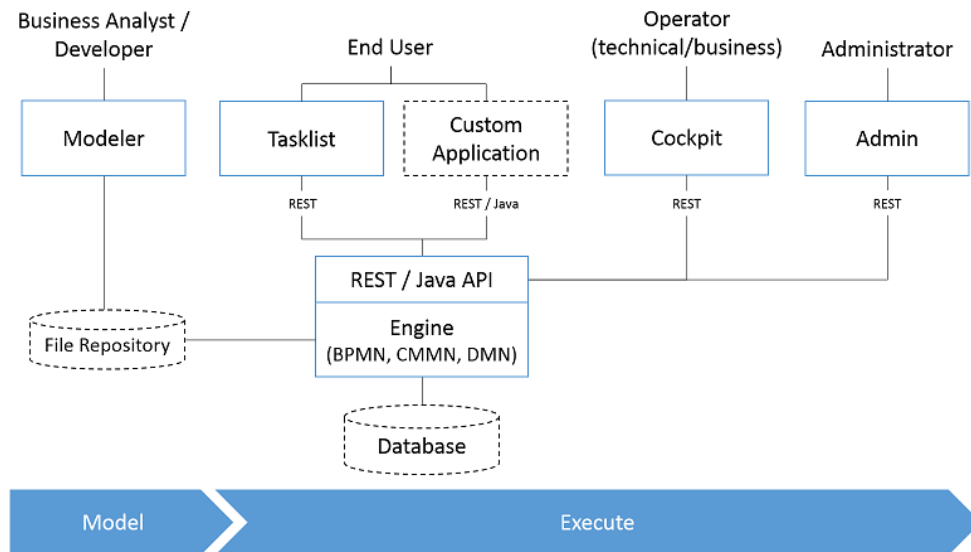 Business Analyst /
Developer
End User
Operator
(technical/business)
Administrator
Modeler
Tasklist
Custom
Application
Cockpit
Admin
REST
REST / Java
REST
REST
REST / Java API
Engine
(BPMN, CMMN, DMN)
File Repository
Database
Model
Execute